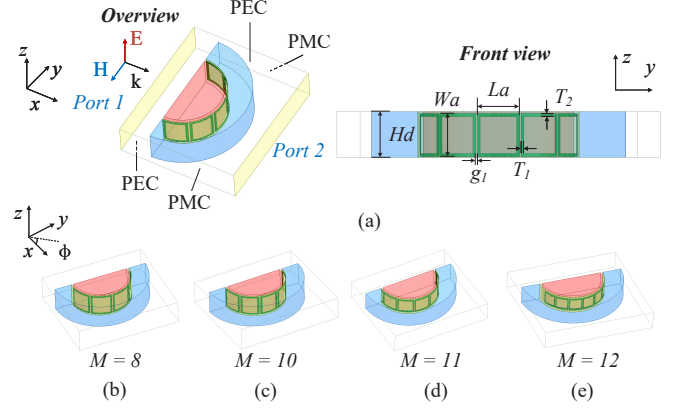 Overview
PEC
PMC
z
y
x
E
H
k
Port 1
Port 2
PEC
PMC
Front view
z
y
Wa
La
T2
Hd
g1
T1
(a)
z
y
x
ϕ
M = 8
M = 10
M = 11
M = 12
(b)
(c)
(d)
(e)